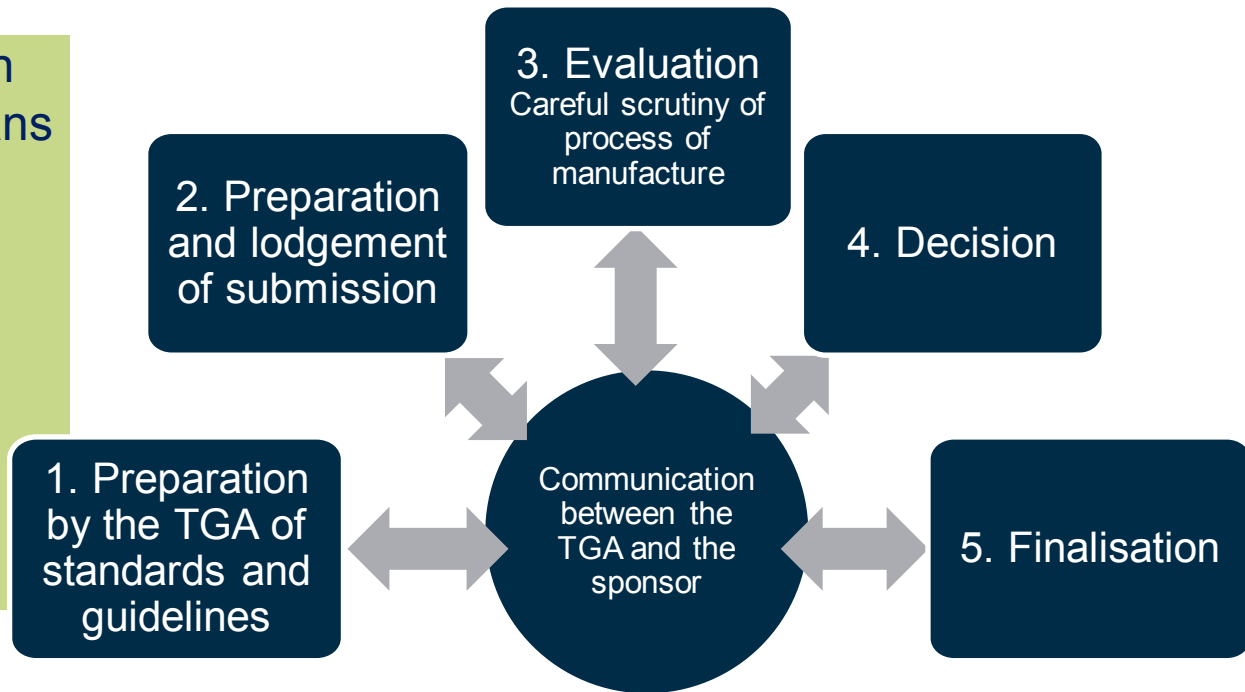 3. Evaluation
Careful scrutiny of
process of
manufacture
2. Preparation
and lodgement
of submission
4. Decision
1. Preparation
by the TGA of
standards and
guidelines
Communication
between the
TGA and the
sponsor
5. Finalisation